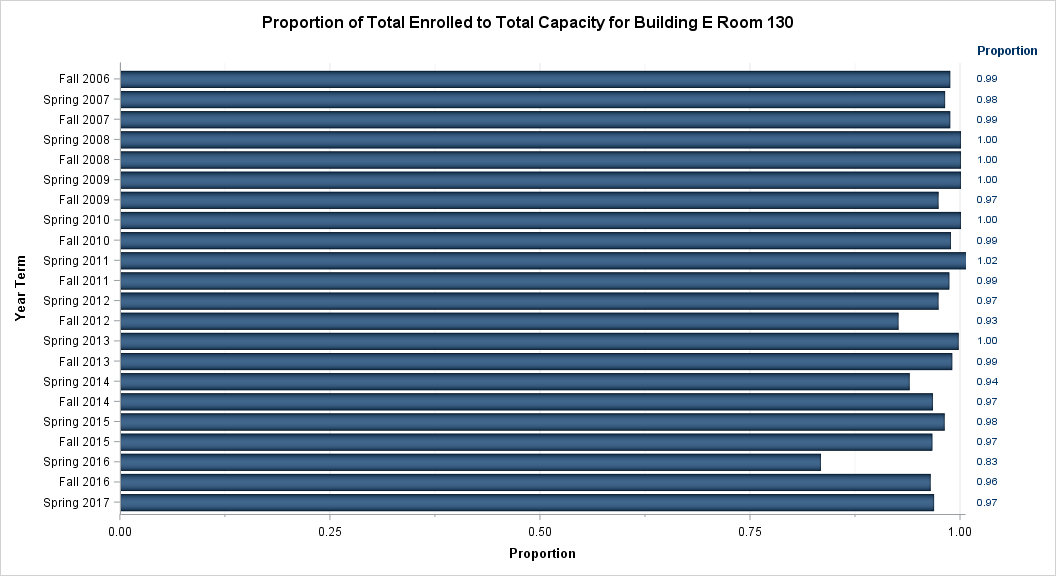 Proportion of Total Enrolled to Total Capacity for Building E Room 130
Proportion
Fall 2006 0.99
Spring 2007 0.98
Fall 2007 0.99
Spring 2008 1.00
Fall 2008 1.00
Spring 2009 1.00
Fall 2009 0.97
Spring 2010 1.00
Fall 2010 0.99
Spring 2011 1.02
Fall 2011 0.99
Spring 2012 0.97
Fall 2012 0.93
Spring 2013 1.00
Fall 2013 0.99
Spring 2014 0.94
Fall 2014 0.97
Spring 2015 0.98
Fall 2015 0.97
Spring 2016 0.83
Fall 2016 0.96
Spring 2017 0.97
Year Term
0.00 0.25 0.50 0.75 1.00
Proportion